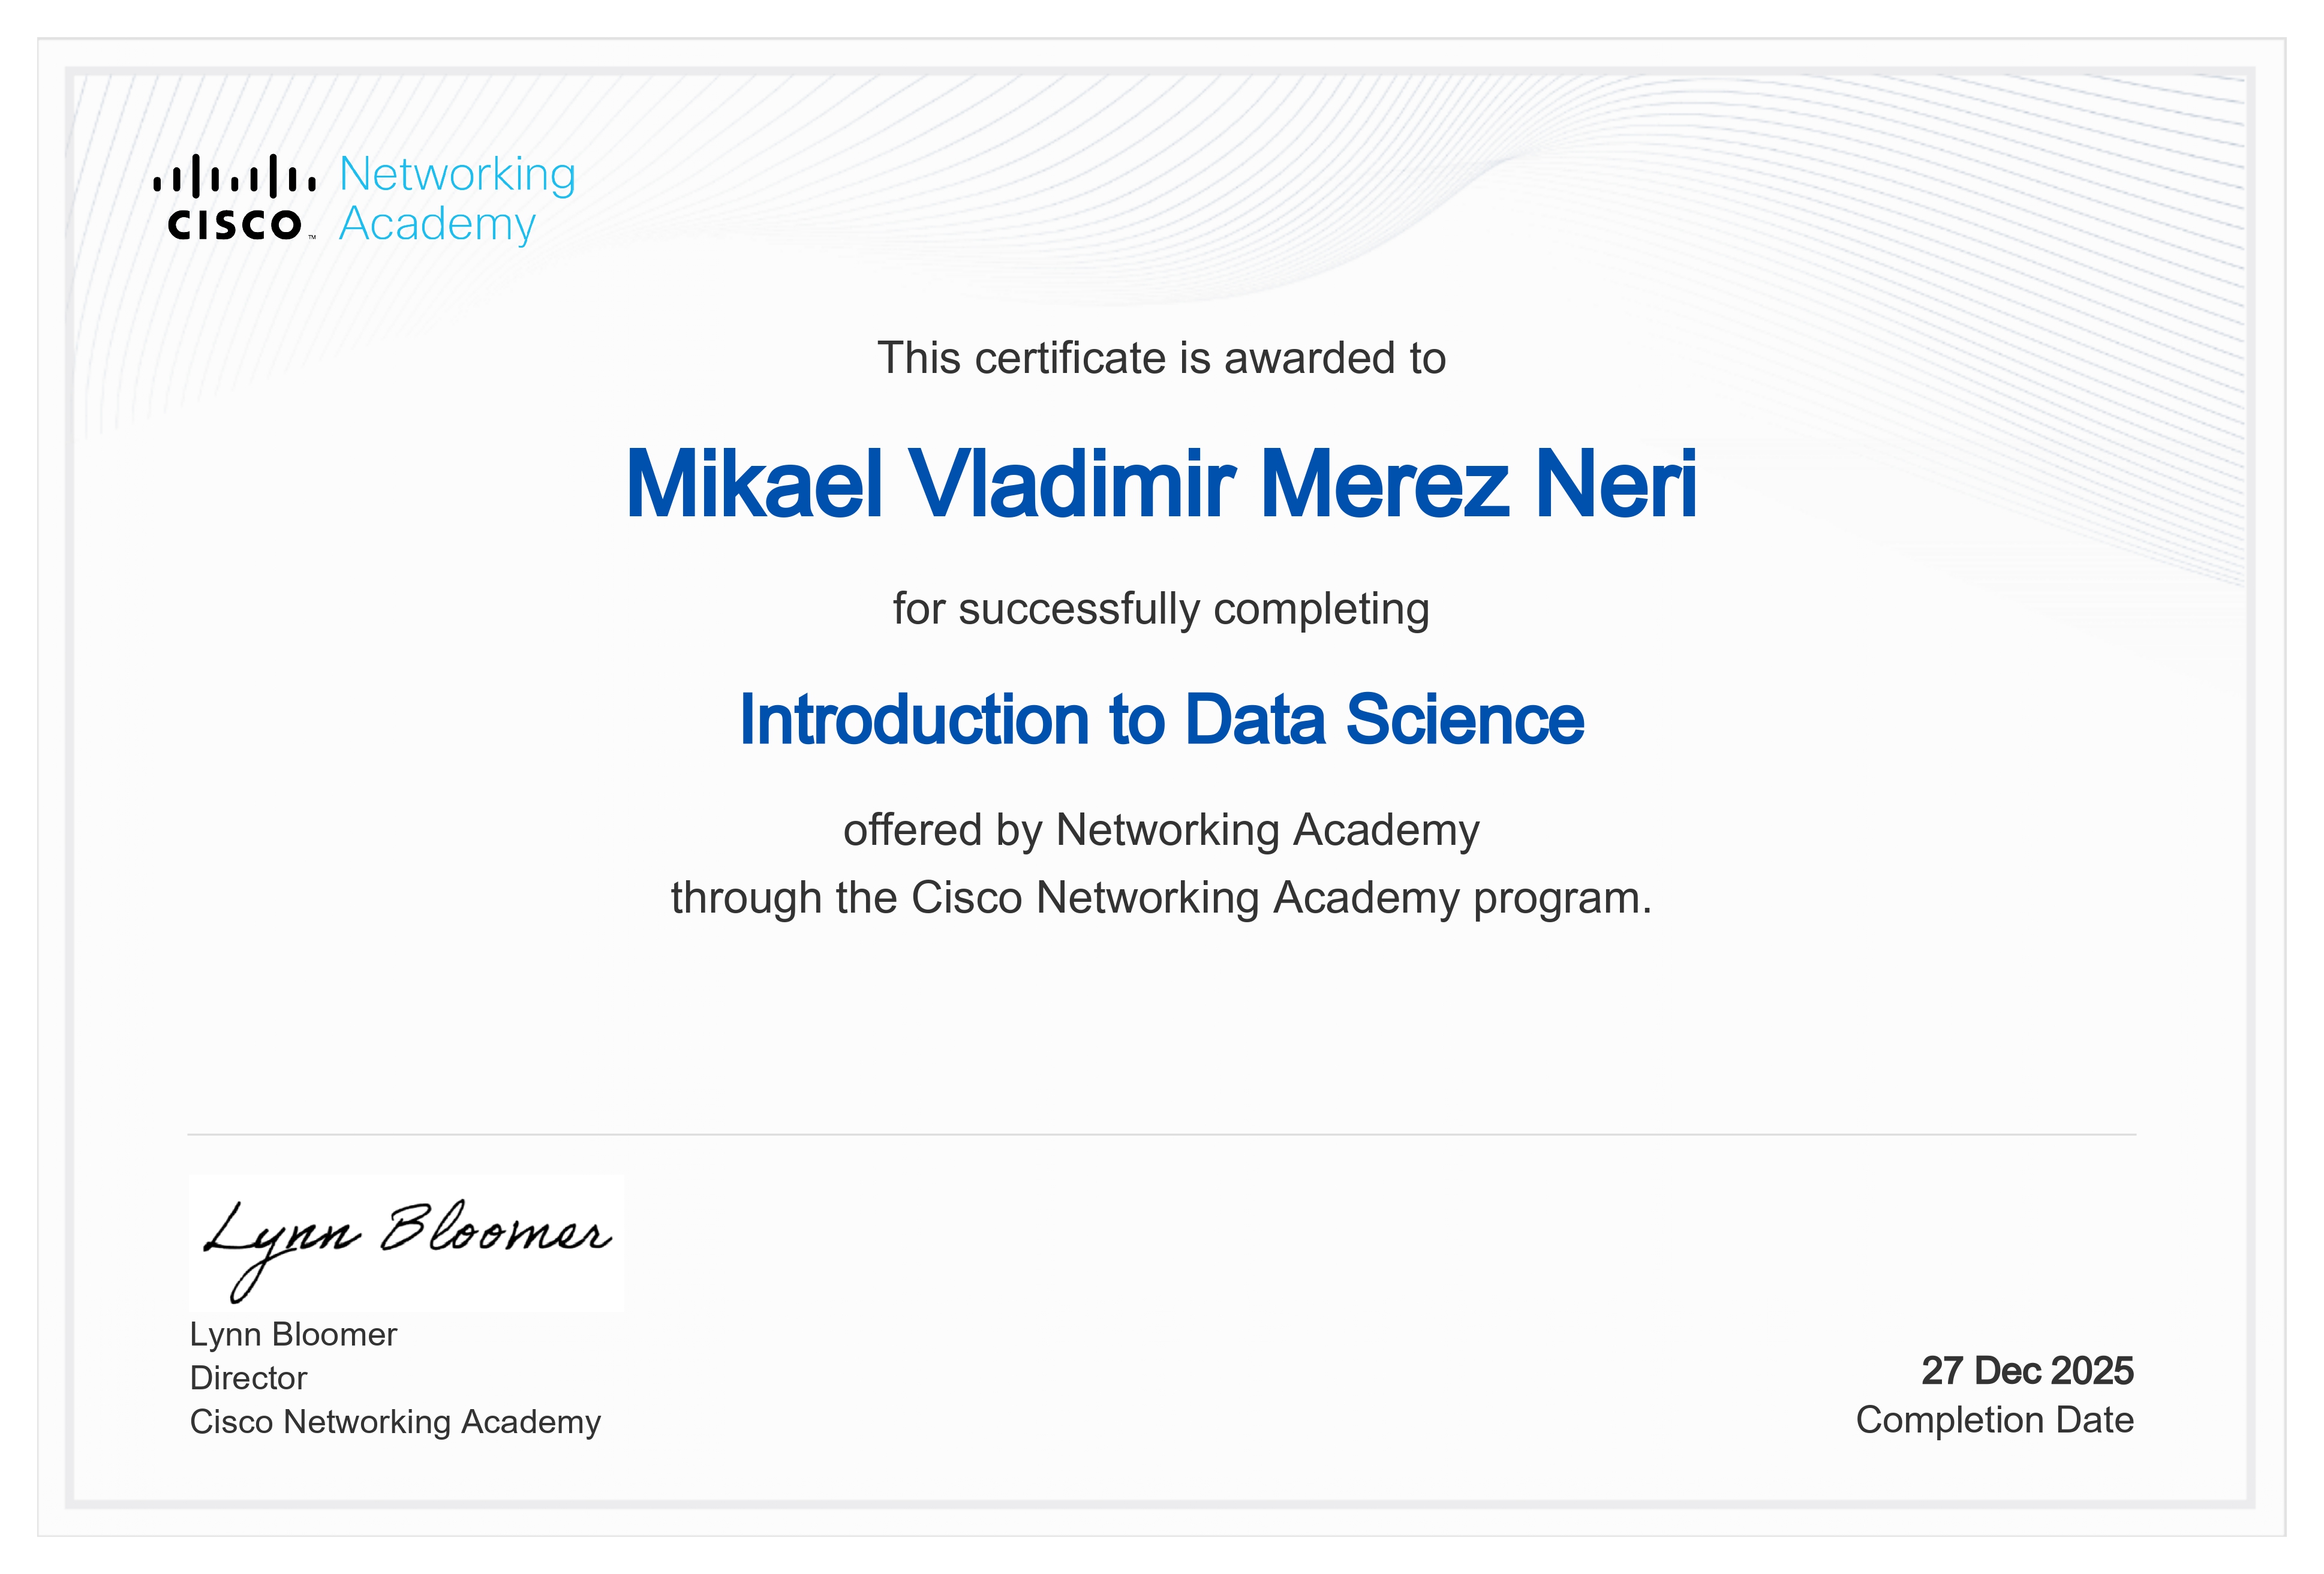 CISCO™
Networking
Academy
This certificate is awarded to
Mikael Vladimir Merez Neri
for successfully completing
Introduction to Data Science
offered by Networking Academy
through the Cisco Networking Academy program.
Lynn Bloomer
Lynn Bloomer
Director
Cisco Networking Academy
27 Dec 2025
Completion Date